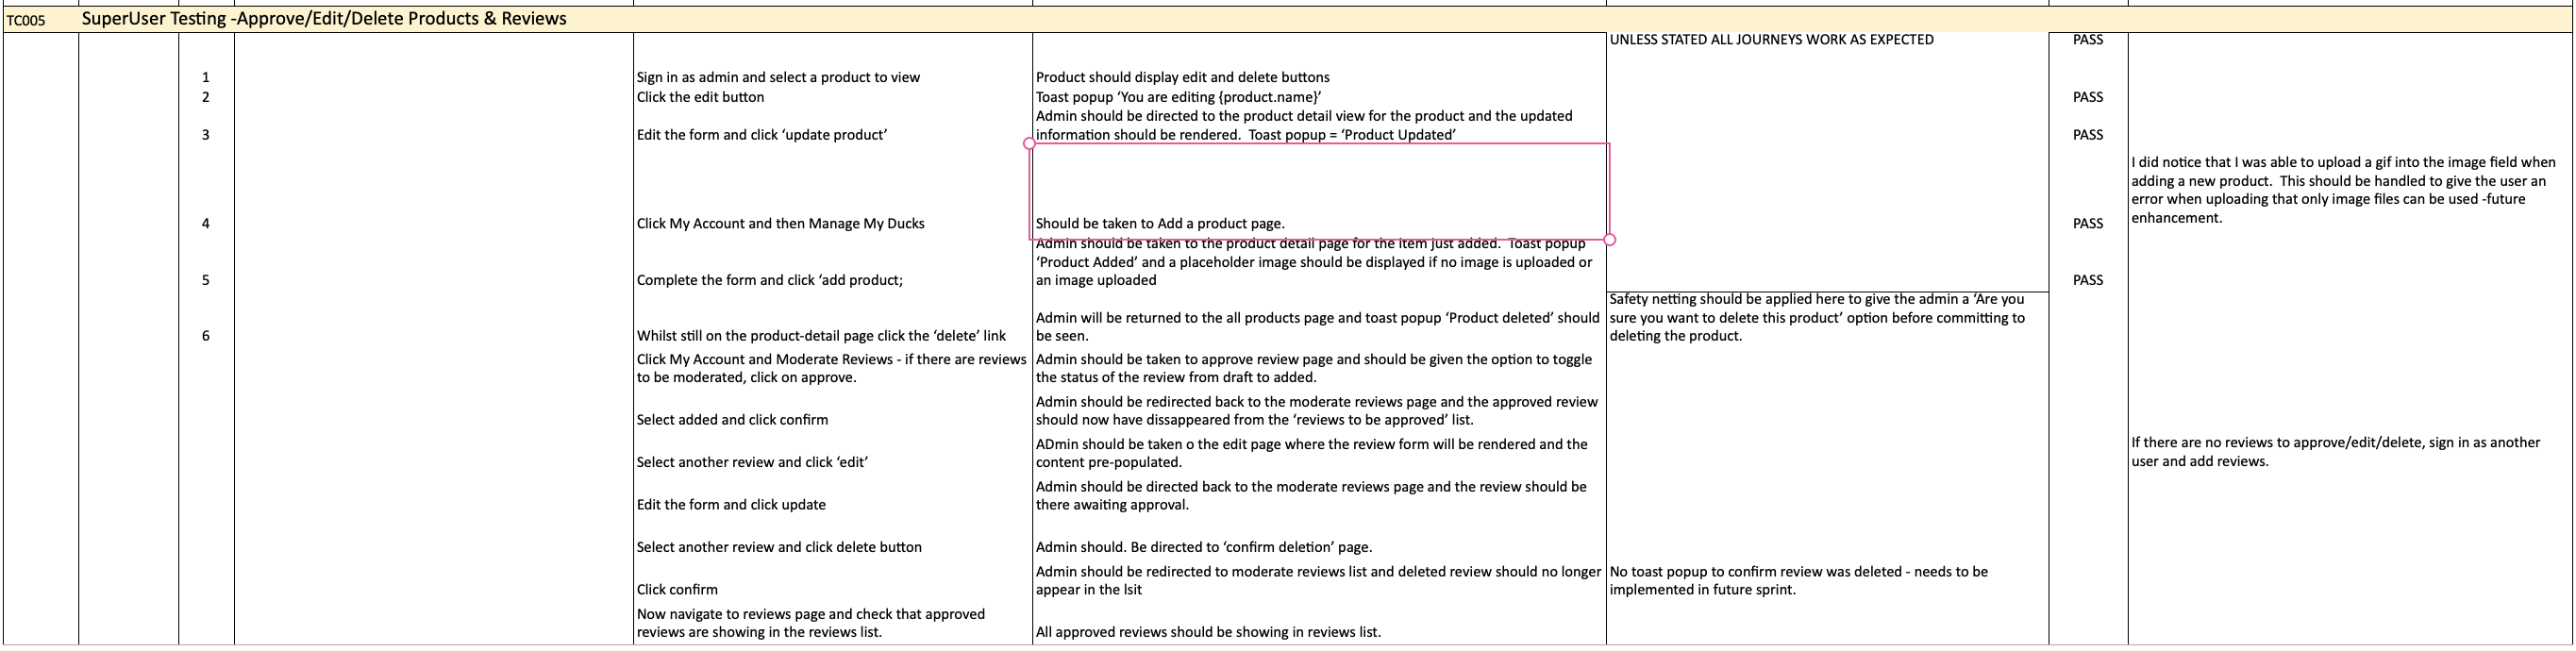 TC005 SuperUser Testing -Approve/Edit/Delete Products & Reviews
UNLESS STATED ALL JOURNEYS WORK AS EXPECTED PASS
1 Sign in as admin and select a product to view Product should display edit and delete buttons
2 Click the edit button Toast popup ‘You are editing {product.name}’ PASS
3 Edit the form and click ‘update product’
Admin should be directed to the product detail view for the product and the updated
information should be rendered.  Toast popup = ‘Product Updated’
PASS
4 Click My Account and then Manage My Ducks Should be taken to Add a product page. PASS
I did notice that I was able to upload a gif into the image field when
adding a new product.  This should be handled to give the user an
error when uploading that only image files can be used -future
enhancement.
5 Complete the form and click ‘add product;
Admin should be taken to the product detail page for the item just added.  Toast popup
‘Product Added’ and a placeholder image should be displayed if no image is uploaded or
an image uploaded
PASS
6 Whilst still on the product-detail page click the ‘delete’ link
Admin will be returned to the all products page and toast popup ‘Product deleted’ should
be seen.
Safety netting should be applied here to give the admin a ‘Are you
sure you want to delete this product’ option before committing to
deleting the product.
Click My Account and Moderate Reviews - if there are reviews
to be moderated, click on approve.
Admin should be taken to approve review page and should be given the option to toggle
the status of the review from draft to added.
Select added and click confirm
Admin should be redirected back to the moderate reviews page and the approved review
should now have dissappeared from the ‘reviews to be approved’ list.
Select another review and click ‘edit’
ADmin should be taken o the edit page where the review form will be rendered and the
content pre-populated.
If there are no reviews to approve/edit/delete, sign in as another
user and add reviews.
Edit the form and click update
Admin should be directed back to the moderate reviews page and the review should be
there awaiting approval.
Select another review and click delete button Admin should. Be directed to ‘confirm deletion’ page.
Click confirm
Admin should be redirected to moderate reviews list and deleted review should no longer
appear in the lsit
No toast popup to confirm review was deleted - needs to be
implemented in future sprint.
Now navigate to reviews page and check that approved
reviews are showing in the reviews list.
All approved reviews should be showing in reviews list.